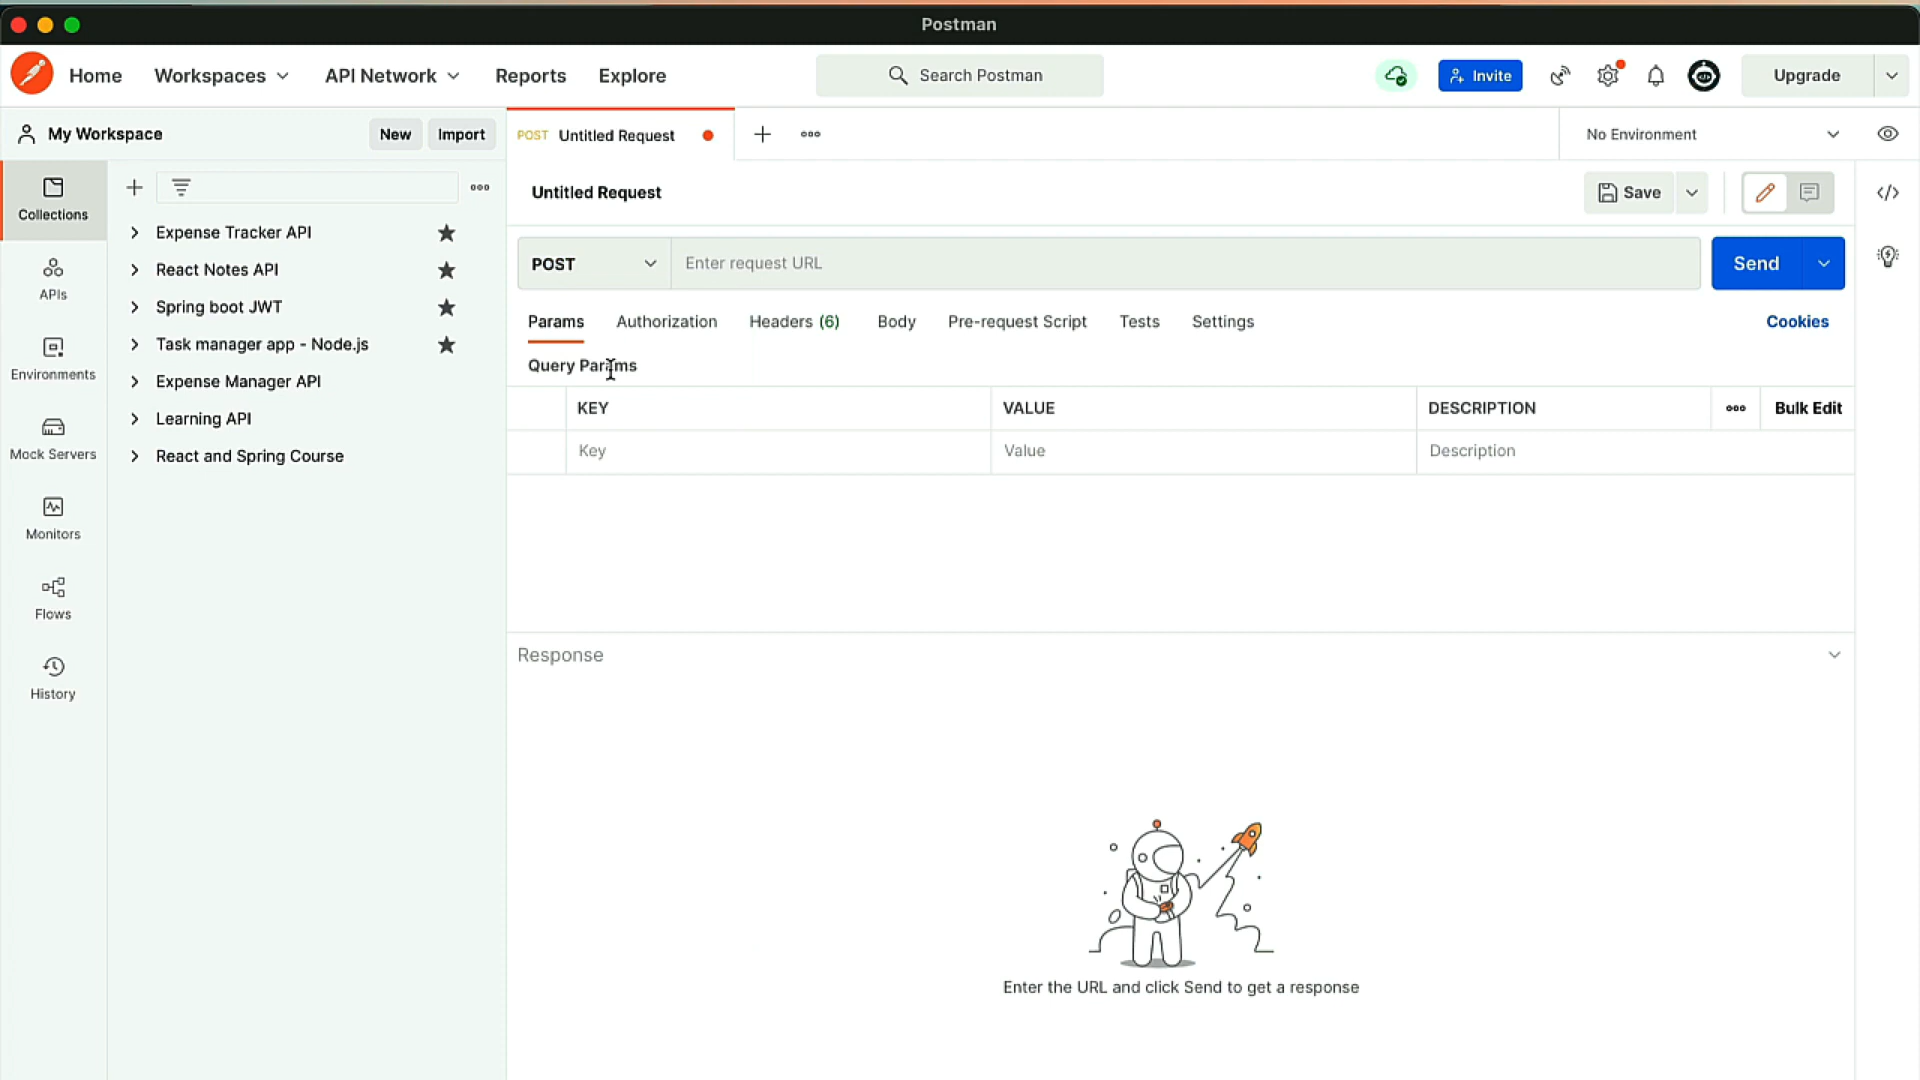 Postman
Home Workspaces API Network Reports Explore Search Postman Invite Upgrade
My Workspace New Import POST Untitled Request No Environment
Untitled Request Save
Collections
APIs
Environments
Mock Servers
Monitors
Flows
History
Expense Tracker API
React Notes API
Spring boot JWT
Task manager app - Node.js
Expense Manager API
Learning API
React and Spring Course
POST Enter request URL Send
Params Authorization Headers (6) Body Pre-request Script Tests Settings Cookies
Query Params
KEY VALUE DESCRIPTION Bulk Edit
Key Value Description
Response
Enter the URL and click Send to get a response